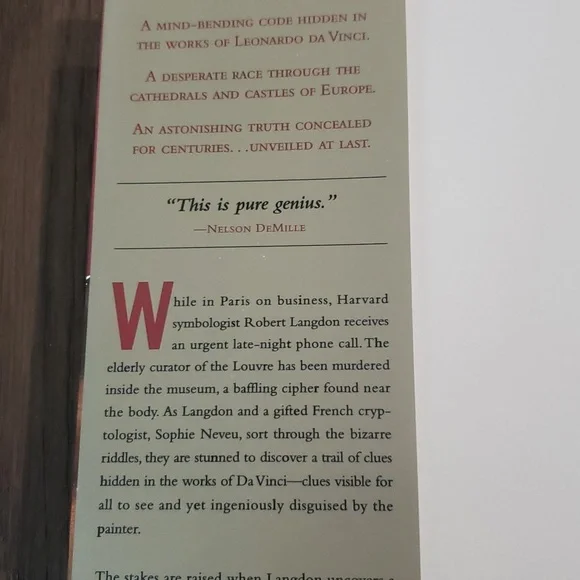 A MIND-BENDING CODE HIDDEN IN
THE WORKS OF LEONARDO DA VINCI.
A DESPERATE RACE THROUGH THE
CATHEDRALS AND CASTLES OF EUROPE.
AN ASTONISHING TRUTH CONCEALED
FOR CENTURIES. . .UNVEILED AT LAST.
“This is pure genius.”
—NELSON DEMILLE
While in Paris on business, Harvard
symbologist Robert Langdon receives
an urgent late-night phone call. The
elderly curator of the Louvre has been murdered
inside the museum, a baffling cipher found near
the body. As Langdon and a gifted French cryp-
tologist, Sophie Neveu, sort through the bizarre
riddles, they are stunned to discover a trail of clues
hidden in the works of Da Vinci—clues visible for
all to see and yet ingeniously disguised by the
painter.
The stakes are raised when Langdon uncovers a